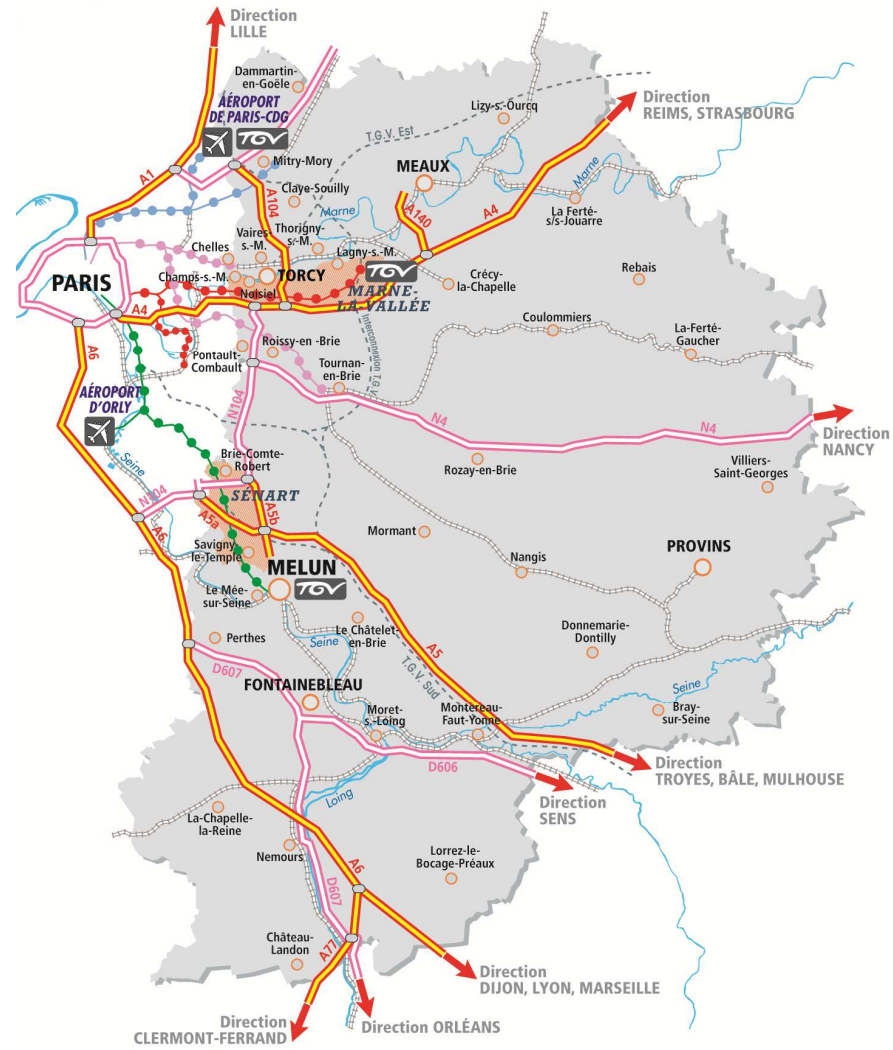 Direction
LILLE
Dammartin-
en-Goële
AÉROPORT
DE PARIS-CDG
TGV
Mitry-Mory
Lizy-s.-Ourcq
Direction
REIMS, STRASBOURG
T.G.V. Est
MEAUX
Marne
A1
Claye-Souilly
A104
Marne
A140
A4
La Ferté-
s/s-Jouarre
Thorigny-
s.-M.
Vaires-
s.-M.
Chelles
Lagny-s.-M.
Champs-s.-M.
TORCY
TGV
MARNE-
LA-VALLÉE
Crécy-
la-Chapelle
Rebais
PARIS
Noisiel
A4
Coulommiers
La-Ferté-
Gaucher
Interconnexion T.G.V.
A6
Pontault-
Combault
Roissy-en -Brie
Tournan-
en-Brie
AÉROPORT
D'ORLY
N104
N4
N4
Direction
NANCY
Seine
Brie-Comte-
Robert
Rozay-en-Brie
Villiers-
Saint-Georges
N104
SÉNART
A5a
A5b
A6
Mormant
Savigny-
le-Temple
Nangis
PROVINS
MELUN
TGV
Le Mée-
sur-Seine
Perthes
Le Châtelet-
en-Brie
Donnemarie-
Dontilly
Seine
A5
D607
T.G.V. Sud
FONTAINEBLEAU
Seine
Moret-
s.-Loing
Montereau-
Faut-Yonne
Bray-
sur-Seine
D606
Direction
TROYES, BÂLE, MULHOUSE
Direction
SENS
Loing
La-Chapelle-
la-Reine
Nemours
A6
Lorrez-le-
Bocage-Préaux
D607
Château-
Landon
A77
Direction
DIJON, LYON, MARSEILLE
Direction
CLERMONT-FERRAND
Direction ORLÉANS